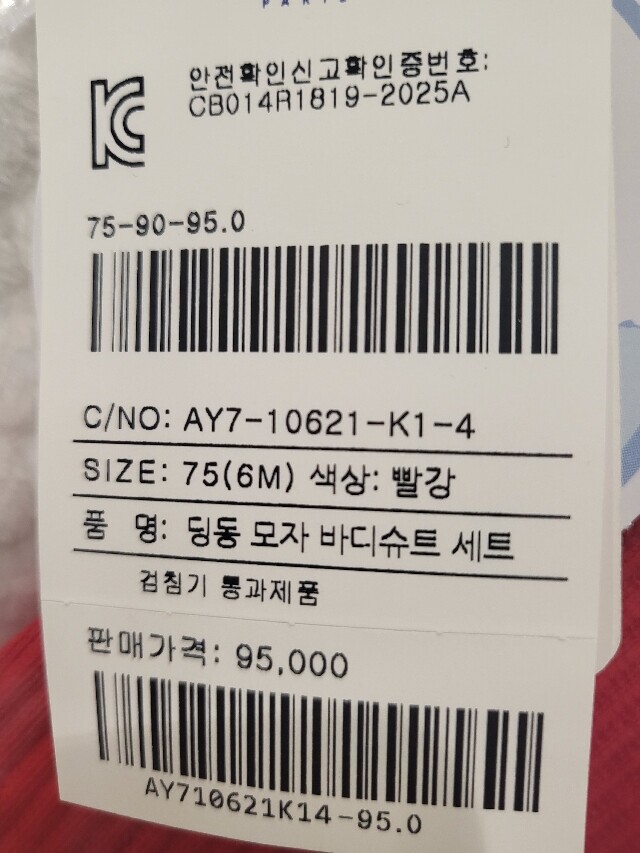 PARIS
KC
안전확인신고확인증번호:
CB014R1819-2025A
75-90-95.0
C/NO: AY7-10621-K1-4
SIZE: 75(6M) 색상: 빨강
품 명: 딩동 모자 바디슈트 세트
검침기 통과제품
판매가격: 95,000
AY710621K14-95.0